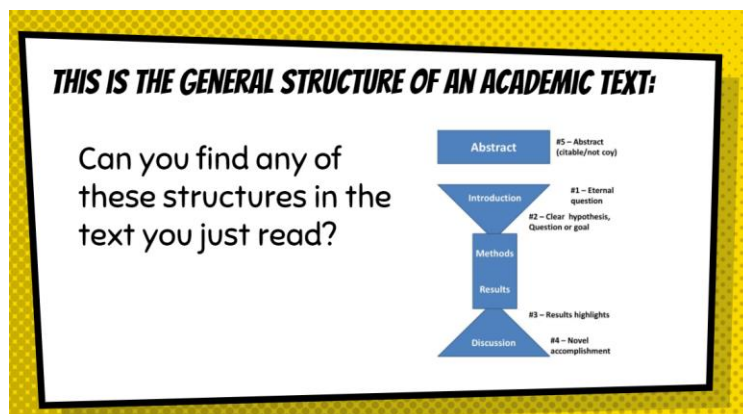 THIS IS THE GENERAL STRUCTURE OF AN ACADEMIC TEXT:
Can you find any of
these structures in the
text you just read?
Abstract
#5 – Abstract
(citable/not coy)
Introduction
#1 – Eternal
question
#2 – Clear hypothesis,
Question or goal
Methods
Results
#3 – Results highlights
Discussion
#4 – Novel
accomplishment